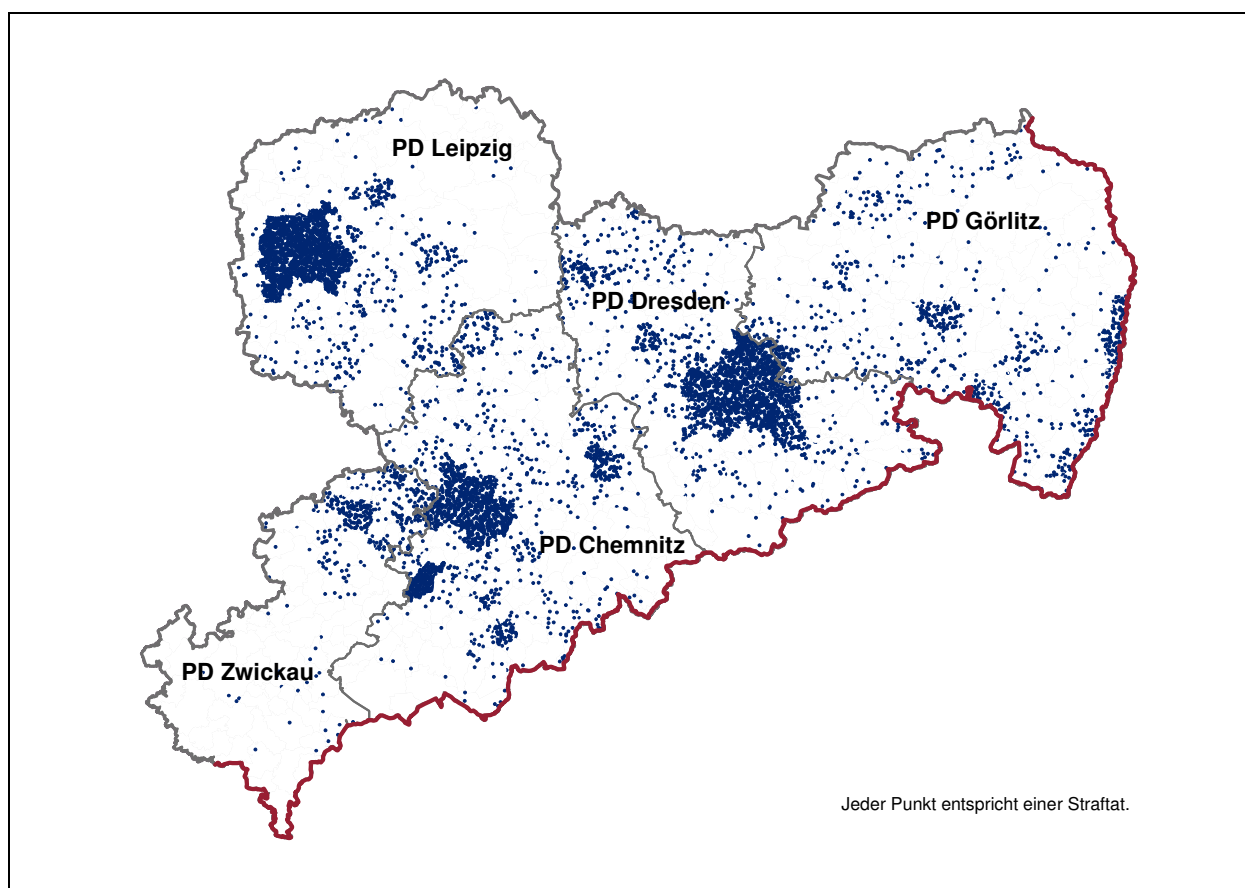 PD Leipzig
PD Görlitz
PD Dresden
PD Chemnitz
PD Zwickau
Jeder Punkt entspricht einer Straftat.